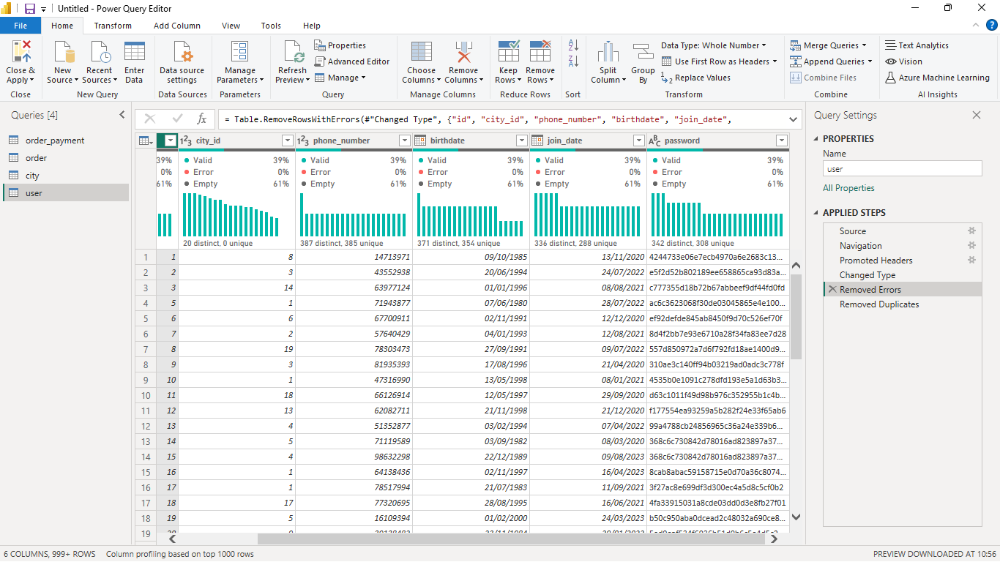 Untitled - Power Query Editor
File Home Transform Add Column View Tools Help
Close & Apply
Close
New Source
Recent Sources
Enter Data
New Query
Data source settings
Data Sources
Manage Parameters
Parameters
Refresh Preview
Properties
Advanced Editor
Manage
Query
Choose Columns
Remove Columns
Manage Columns
Keep Rows
Remove Rows
Reduce Rows
Sort
Split Column
Group By
Data Type: Whole Number
Use First Row as Headers
Replace Values
Transform
Merge Queries
Append Queries
Combine Files
Combine
Text Analytics
Vision
Azure Machine Learning
AI Insights
Queries [4]
order_payment
order
city
user
fx = Table.RemoveRowsWithErrors(#"Changed Type", {"id", "city_id", "phone_number", "birthdate", "join_date",
123 city_id 123 phone_number birthdate join_date ABC password
39% Valid 39% Valid 39% Valid 39% Valid 39% Valid 39%
0% Error 0% Error 0% Error 0% Error 0% Error 0%
61% Empty 61% Empty 61% Empty 61% Empty 61% Empty 61%
20 distinct, 0 unique 387 distinct, 385 unique 371 distinct, 354 unique 336 distinct, 288 unique 342 distinct, 308 unique
1 1 8 14713971 09/10/1985 13/11/2020 4244733e06e7ecb4970a6e2683c13...
2 2 3 43552938 20/06/1994 24/07/2022 e5f2d52b802189ee658865ca93d83a...
3 3 14 63977124 01/01/1996 08/08/2021 c777355d18b72b67abbeef9df44fd0fd
4 5 1 71943877 07/06/1980 28/07/2022 ac6c3623068f30de03045865e4e100...
5 6 6 67700911 02/11/1991 12/12/2020 ef92defde845ab8450f9d70c526ef70f
6 7 2 57640429 04/01/1993 12/08/2021 8d4f2bb7e93e6710a28f34fa83ee7d28
7 8 19 78303473 27/09/1991 09/07/2022 557d850972a7d6f792fd18ae1400d9...
8 9 3 81935393 17/08/1996 21/04/2020 310ae3c140ff94b03219ad0adc3c778f
9 10 1 47316990 13/05/1998 08/01/2021 4535b0e1091c278dfd193e5a1d63b3...
10 11 18 66126914 12/05/1997 29/09/2020 d63c1011f49d98b976c352955b1c4b...
11 12 13 62082711 21/11/1998 21/12/2020 f177554ea93259a5b282f24e33f65ab6
12 13 4 51352877 03/02/1994 07/04/2022 99a4788cb24856965c36a24e339b6...
13 14 5 71119589 03/09/1982 08/03/2020 368c6c730842d78016ad823897a37...
14 15 4 98632298 22/12/1989 09/08/2023 368c6c730842d78016ad823897a37...
15 16 1 64138436 02/11/1997 16/04/2023 8cab8abac59158715e0d70a36c8074...
16 17 1 78517994 21/07/1983 11/09/2021 3f27ac8e699df3d300ec4a5d8c5cf0b2
17 18 17 77320695 28/08/1995 16/06/2021 4fa33915031a8cde03dd0d3e8fb27f01
18 19 5 16109394 01/02/2000 24/03/2023 b50c950aba0dcead2c48032a690ce8...
19
Query Settings
PROPERTIES
Name
user
All Properties
APPLIED STEPS
Source
Navigation
Promoted Headers
Changed Type
Removed Errors
Removed Duplicates
6 COLUMNS, 999+ ROWS Column profiling based on top 1000 rows PREVIEW DOWNLOADED AT 10:56